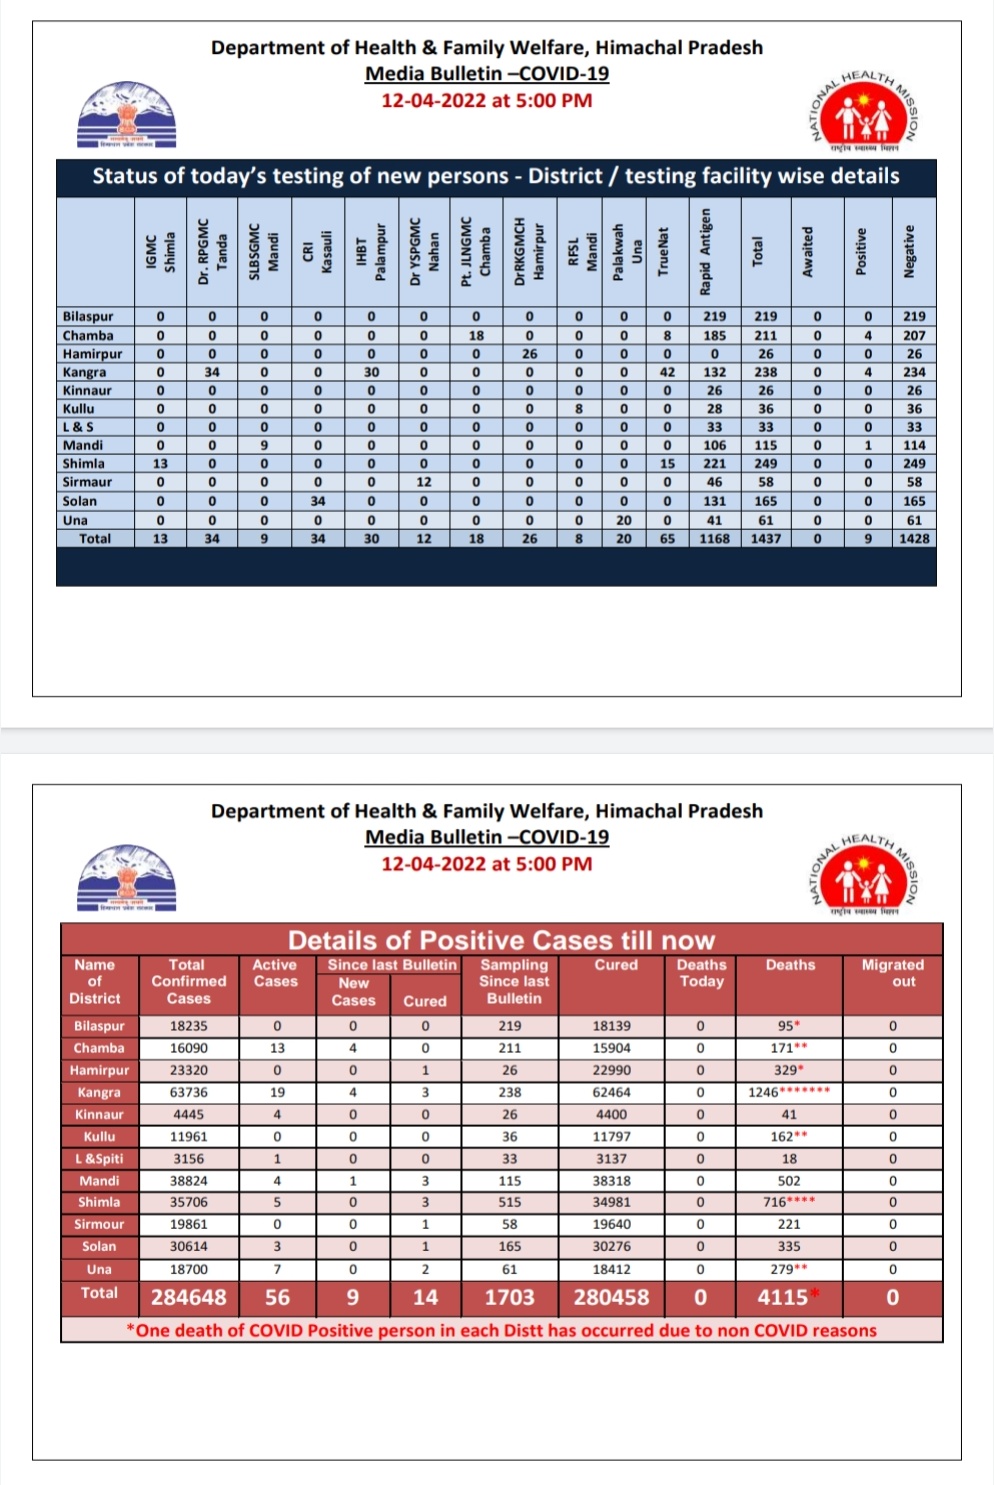 Department of Health & Family Welfare, Himachal Pradesh
Media Bulletin –COVID-19
12-04-2022 at 5:00 PM
NATIONAL HEALTH MISSION
राष्ट्रीय स्वास्थ्य मिशन
Status of today's testing of new persons - District / testing facility wise details
IGMC Shimla Dr. RPGMC Tanda SLBSGMC Mandi CRI Kasauli IHBT Palampur Dr YSPGMC Nahan Pt. JLNGMC Chamba DrRKGMCH Hamirpur RFSL Mandi Palakwah Una TrueNat Rapid Antigen Total Awaited Positive Negative
Bilaspur 0 0 0 0 0 0 0 0 0 0 0 219 219 0 0 219
Chamba 0 0 0 0 0 0 18 0 0 0 8 185 211 0 4 207
Hamirpur 0 0 0 0 0 0 0 26 0 0 0 0 26 0 0 26
Kangra 0 34 0 0 30 0 0 0 0 0 42 132 238 0 4 234
Kinnaur 0 0 0 0 0 0 0 0 0 0 0 26 26 0 0 26
Kullu 0 0 0 0 0 0 0 0 8 0 0 28 36 0 0 36
L & S 0 0 0 0 0 0 0 0 0 0 0 33 33 0 0 33
Mandi 0 0 9 0 0 0 0 0 0 0 0 106 115 0 1 114
Shimla 13 0 0 0 0 0 0 0 0 0 15 221 249 0 0 249
Sirmaur 0 0 0 0 0 12 0 0 0 0 0 46 58 0 0 58
Solan 0 0 0 34 0 0 0 0 0 0 0 131 165 0 0 165
Una 0 0 0 0 0 0 0 0 0 20 0 41 61 0 0 61
Total 13 34 9 34 30 12 18 26 8 20 65 1168 1437 0 9 1428
Department of Health & Family Welfare, Himachal Pradesh
Media Bulletin –COVID-19
12-04-2022 at 5:00 PM
NATIONAL HEALTH MISSION
राष्ट्रीय स्वास्थ्य मिशन
Details of Positive Cases till now
Name of District Total Confirmed Cases Active Cases Since last Bulletin New Cases Cured Sampling Since last Bulletin Cured Deaths Today Deaths Migrated out
Bilaspur 18235 0 0 0 219 18139 0 95* 0
Chamba 16090 13 4 0 211 15904 0 171** 0
Hamirpur 23320 0 0 1 26 22990 0 329* 0
Kangra 63736 19 4 3 238 62464 0 1246******* 0
Kinnaur 4445 4 0 0 26 4400 0 41 0
Kullu 11961 0 0 0 36 11797 0 162** 0
L &Spiti 3156 1 0 0 33 3137 0 18 0
Mandi 38824 4 1 3 115 38318 0 502 0
Shimla 35706 5 0 3 515 34981 0 716**** 0
Sirmour 19861 0 0 1 58 19640 0 221 0
Solan 30614 3 0 1 165 30276 0 335 0
Una 18700 7 0 2 61 18412 0 279** 0
Total 284648 56 9 14 1703 280458 0 4115* 0
*One death of COVID Positive person in each Distt has occurred due to non COVID reasons